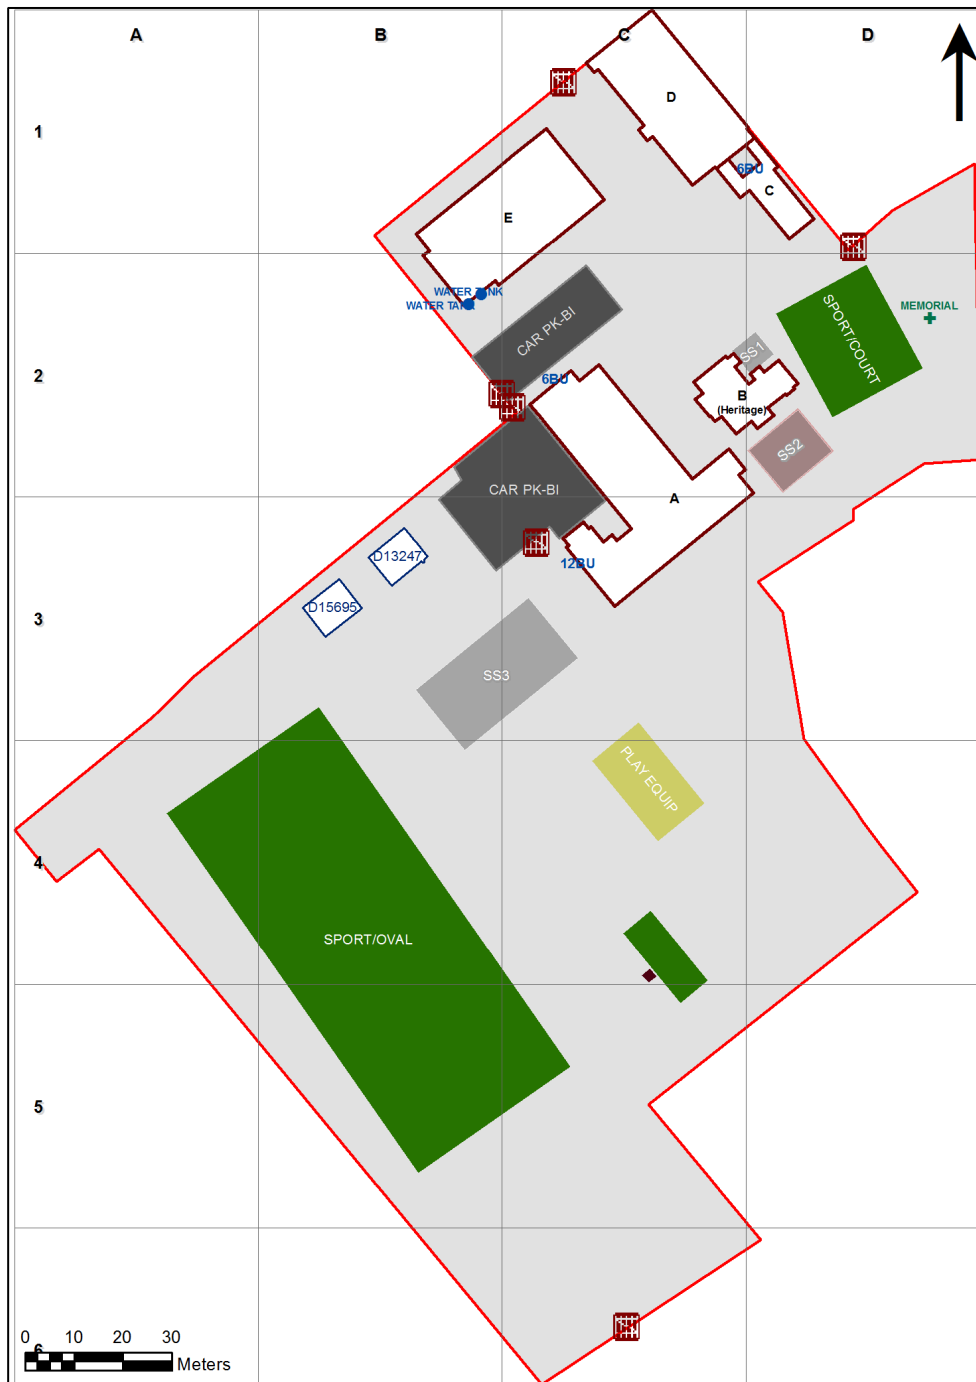 A
B
C
D
D
1
6BU
C
E
WATER TANK
WATER TANK
MEMORIAL
SPORT/COURT
CAR PK-BI
SS1
2
6BU
B
(Heritage)
SS2
CAR PK-BI
A
D13247
12BU
D15695
3
SS3
PLAY EQUIP
4
SPORT/OVAL
5
0 10 20 30
6
Meters